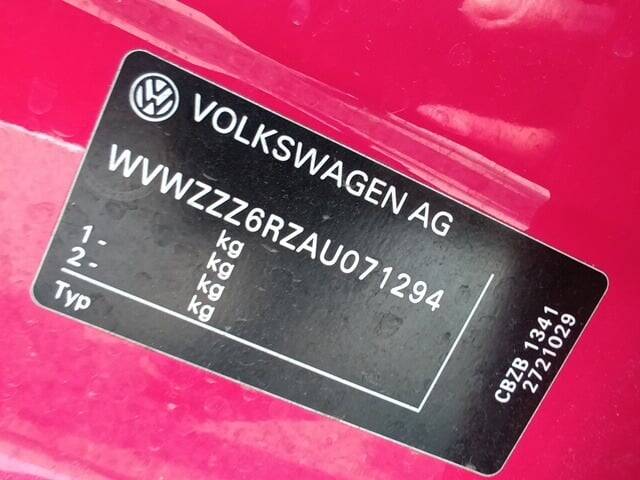 VOLKSWAGEN AG
WVWZZZ6RZAU071294
kg
1 - kg
2 - kg
kg
Typ
CBZB 1341
2721029